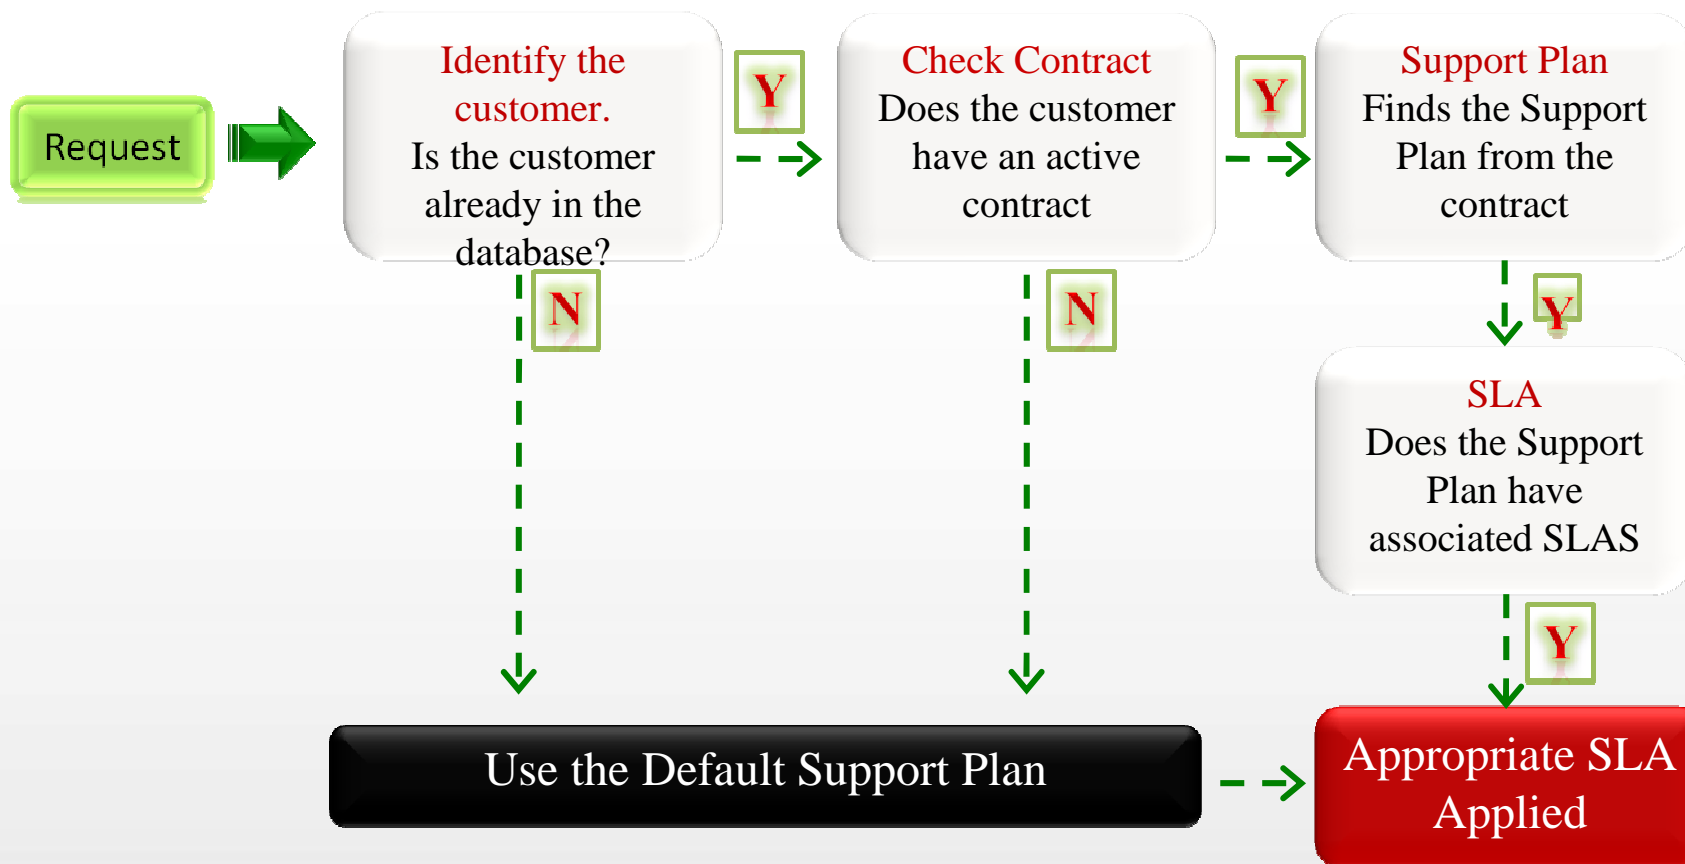 Request
Identify the
customer.
Is the customer
already in the
database?
Y
Check Contract
Does the customer
have an active
contract
Y
Support Plan
Finds the Support
Plan from the
contract
N
N
Y
SLA
Does the Support
Plan have
associated SLAS
Y
Use the Default Support Plan
Appropriate SLA
Applied